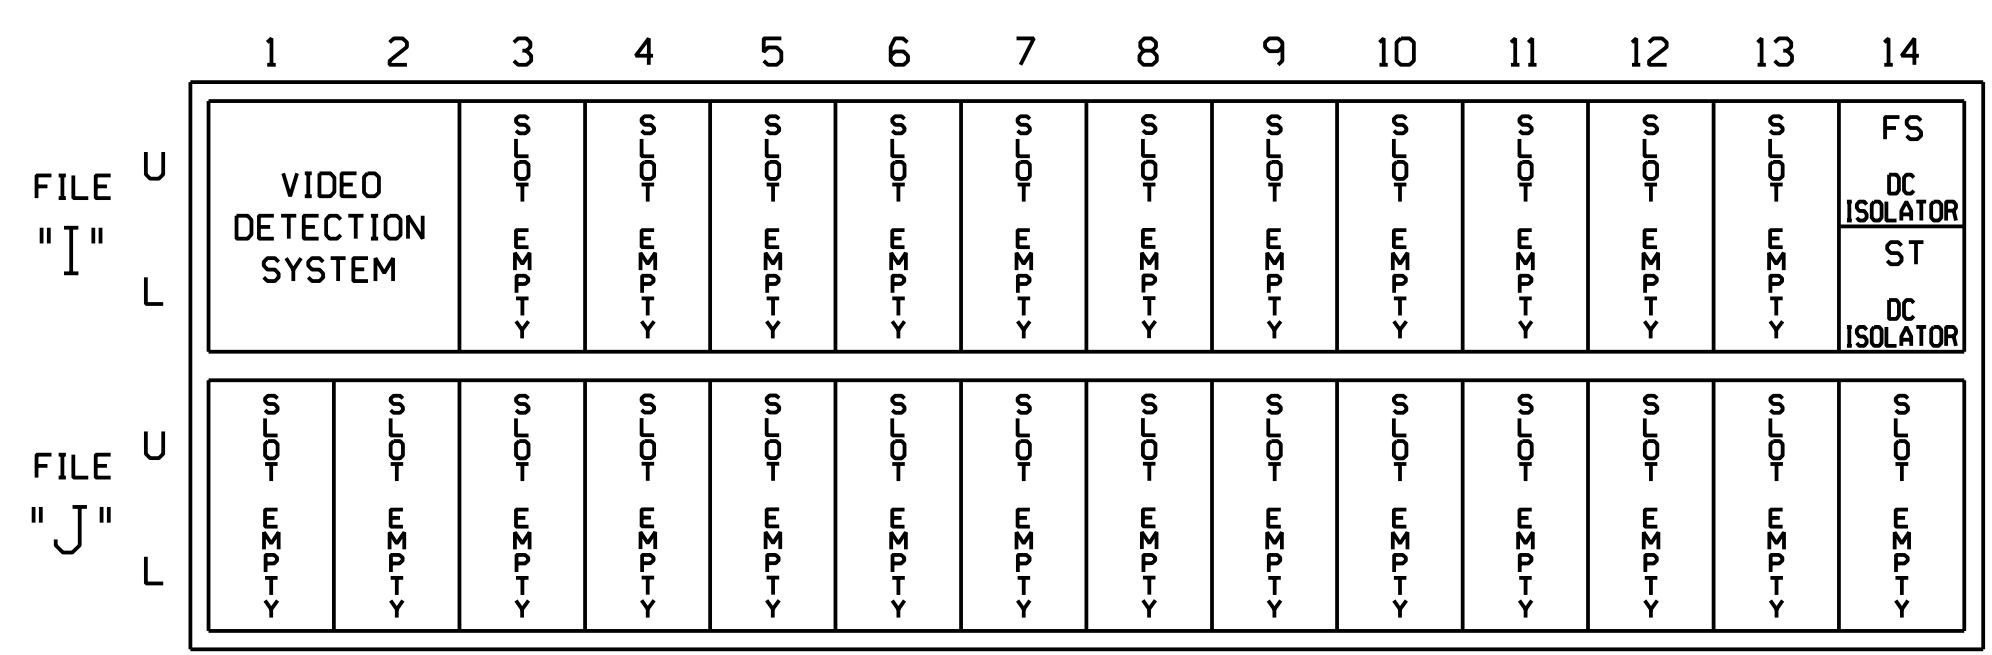 1 2 3 4 5 6 7 8 9 10 11 12 13 14
FILE "I"
U
L
VIDEO
DETECTION
SYSTEM
SLOT EMPTY
SLOT EMPTY
SLOT EMPTY
SLOT EMPTY
SLOT EMPTY
SLOT EMPTY
SLOT EMPTY
SLOT EMPTY
SLOT EMPTY
SLOT EMPTY
SLOT EMPTY
FS
DC
ISOLATOR
ST
DC
ISOLATOR
FILE "J"
U
L
SLOT EMPTY
SLOT EMPTY
SLOT EMPTY
SLOT EMPTY
SLOT EMPTY
SLOT EMPTY
SLOT EMPTY
SLOT EMPTY
SLOT EMPTY
SLOT EMPTY
SLOT EMPTY
SLOT EMPTY
SLOT EMPTY
SLOT EMPTY